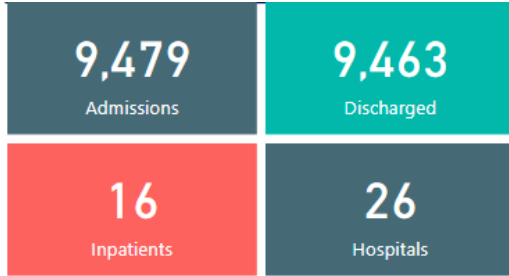 9,479
Admissions
9,463
Discharged
16
Inpatients
26
Hospitals